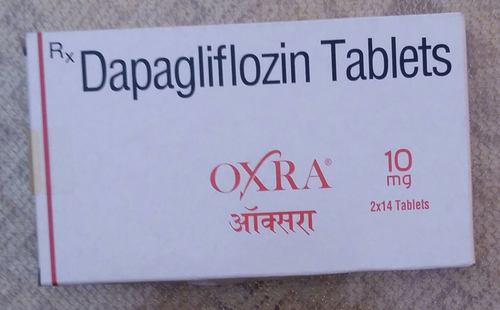 Rx Dapagliflozin Tablets
OXRA®
ऑक्सरा
10
mg
2x14 Tablets